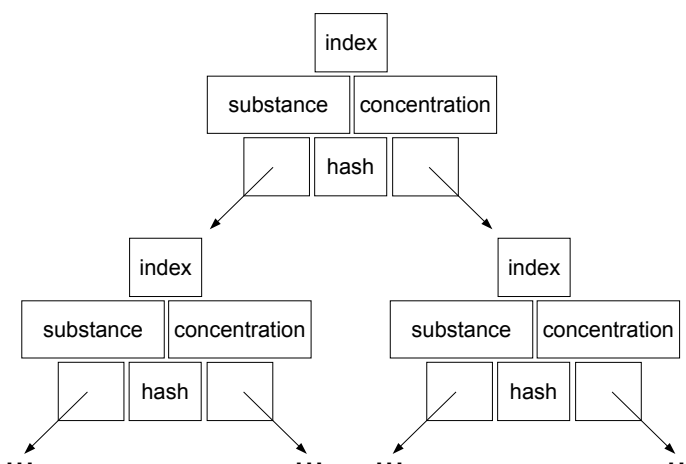 index
substance concentration
hash
index index
substance concentration substance concentration
hash hash
... ... ... ...